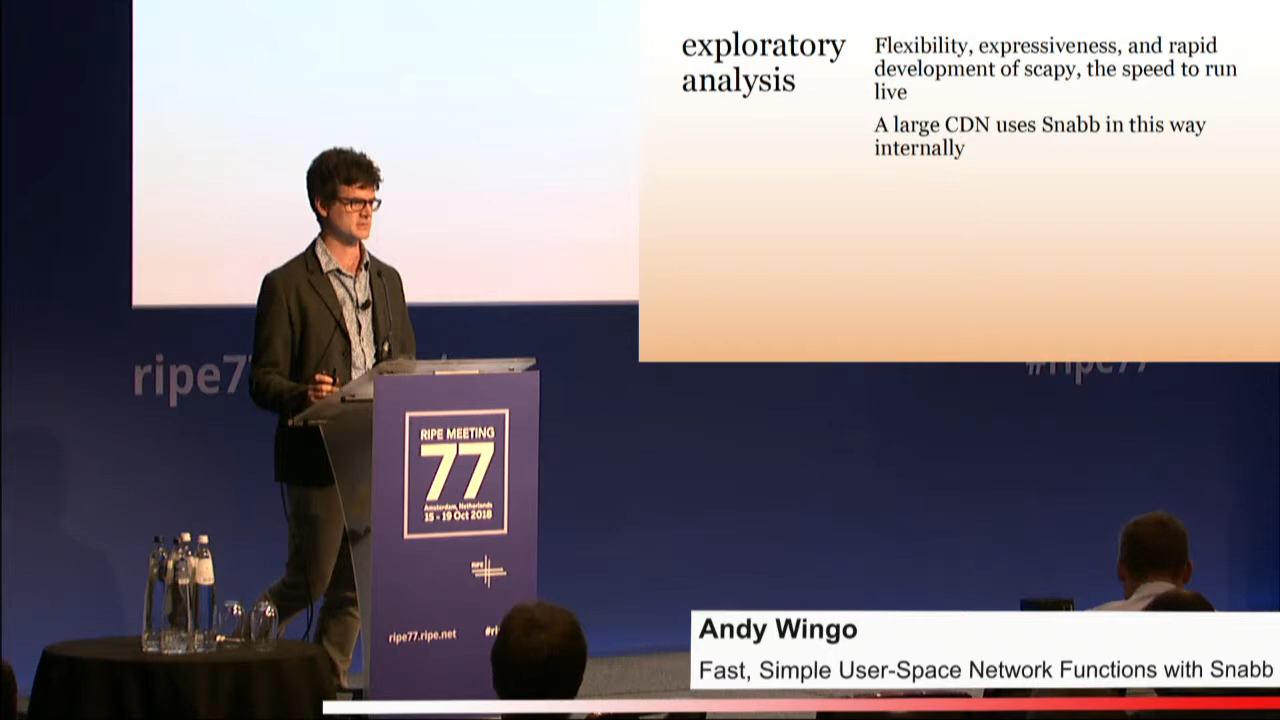 exploratory
analysis
Flexibility, expressiveness, and rapid
development of scapy, the speed to run
live
A large CDN uses Snabb in this way
internally
ripe77
#ripe77
RIPE MEETING
77
Amsterdam, Netherlands
15 - 19 Oct 2018
RIPE
ripe77.ripe.net
Andy Wingo
Fast, Simple User-Space Network Functions with Snabb